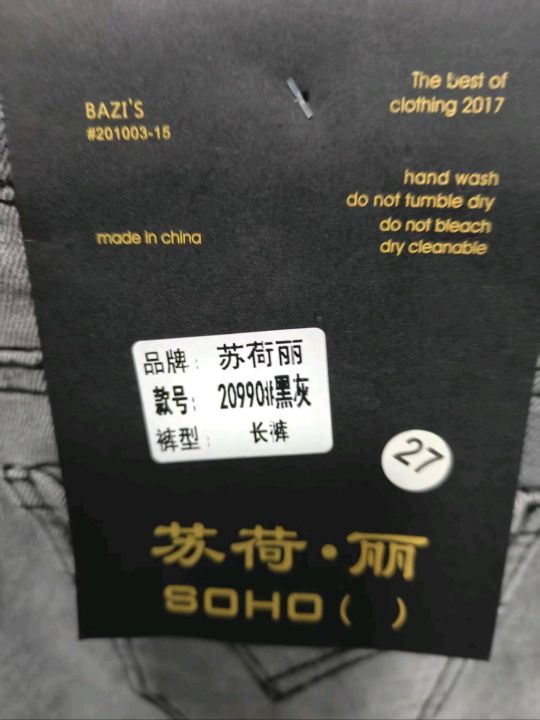 BAZI'S
#201003-15
The best of
clothing 2017
hand wash
do not tumble dry
do not bleach
dry cleanable
made in china
品牌: 苏荷丽
款号: 20990#黑灰
裤型: 长裤
27
苏荷·丽
SOHO ( )